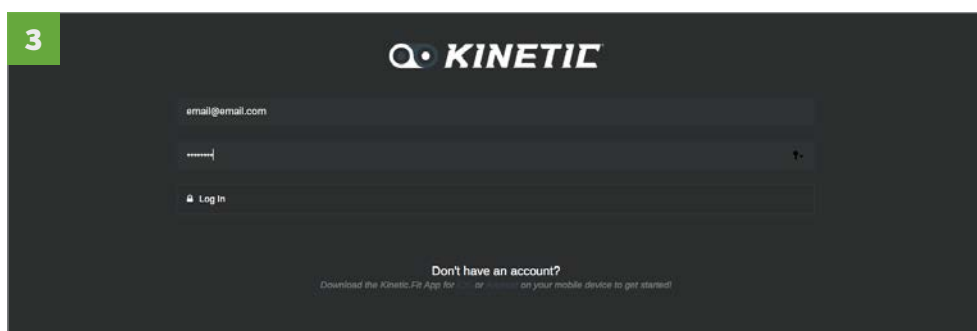 3
KINETIC
email@email.com
Log In
Don't have an account?
Download the Kinetic.Fit App for or on your mobile device to get started!